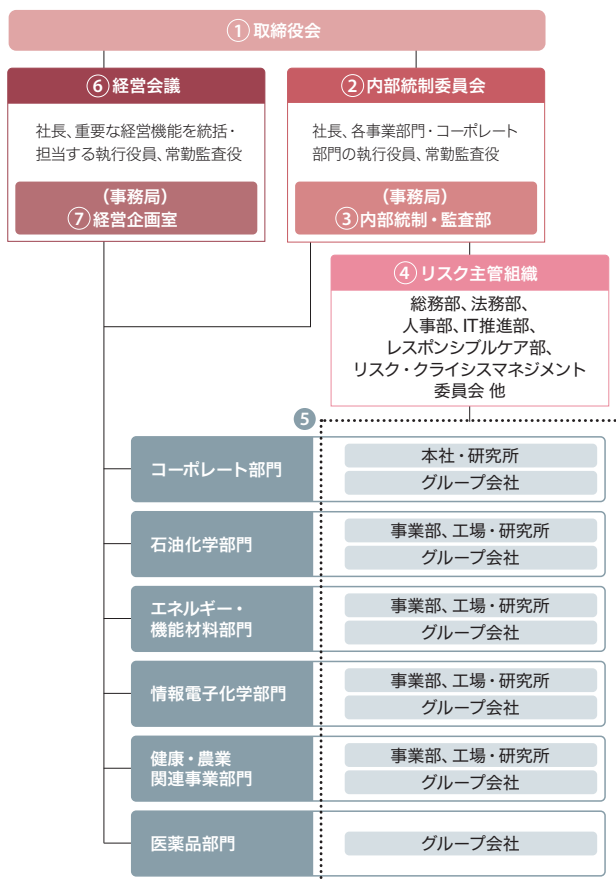 ①取締役会
⑥経営会議
社長、重要な経営機能を統括・
担当する執行役員、常勤監査役
（事務局）
⑦経営企画室
②内部統制委員会
社長、各事業部門・コーポレート
部門の執行役員、常勤監査役
（事務局）
③内部統制・監査部
④リスク主管組織
総務部、法務部、
人事部、IT推進部、
レスポンシブルケア部、
リスク・クライシスマネジメント
委員会 他
❺
コーポレート部門
本社・研究所
グループ会社
石油化学部門
事業部、工場・研究所
グループ会社
エネルギー・
機能材料部門
事業部、工場・研究所
グループ会社
情報電子化学部門
事業部、工場・研究所
グループ会社
健康・農業
関連事業部門
事業部、工場・研究所
グループ会社
医薬品部門
グループ会社